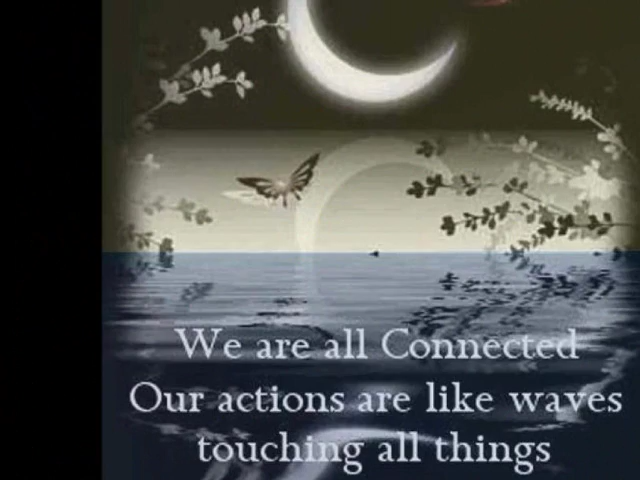 We are all Connected
Our actions are like waves
touching all things